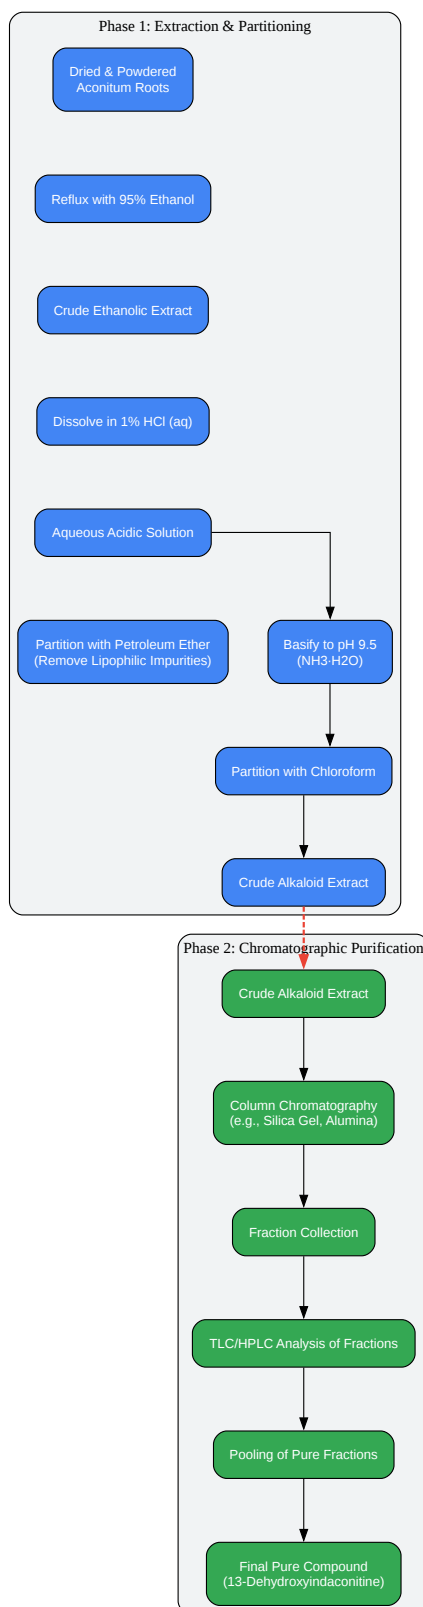 Phase 1: Extraction & Partitioning
Dried & Powdered
Aconitum Roots
Reflux with 95% Ethanol
Crude Ethanolic Extract
Dissolve in 1% HCl (aq)
Aqueous Acidic Solution
Partition with Petroleum Ether
(Remove Lipophilic Impurities)
Basify to pH 9.5
(NH3·H2O)
Partition with Chloroform
Crude Alkaloid Extract
Phase 2: Chromatographic Purification
Crude Alkaloid Extract
Column Chromatography
(e.g., Silica Gel, Alumina)
Fraction Collection
TLC/HPLC Analysis of Fractions
Pooling of Pure Fractions
Final Pure Compound
(13-Dehydroxyindaconitine)